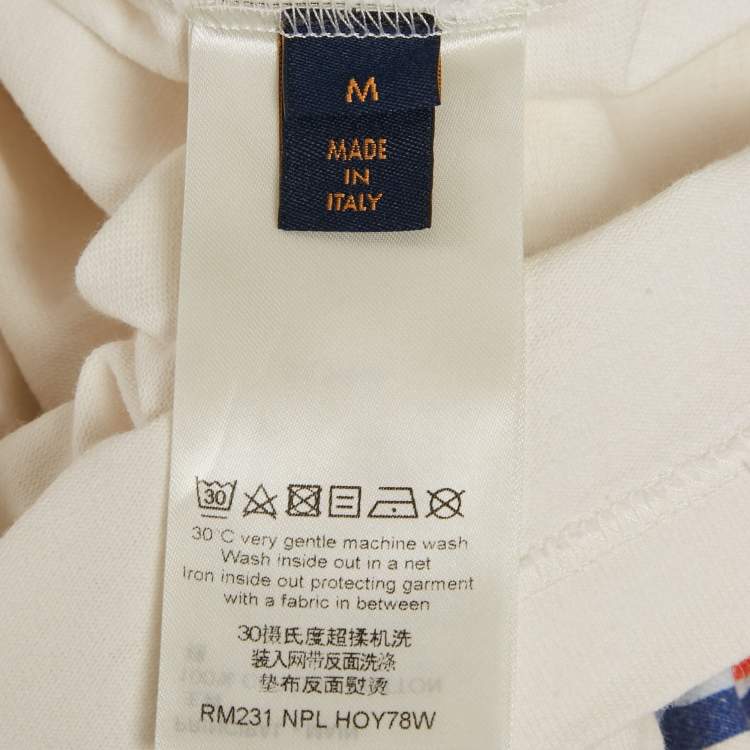 M
MADE
IN
ITALY
30
30°C very gentle machine wash
Wash inside out in a net
Iron inside out protecting garment
with a fabric in between
30摄氏度超揉机洗
装入网带反面洗涤
垫布反面熨烫
RM231 NPL HOY78W